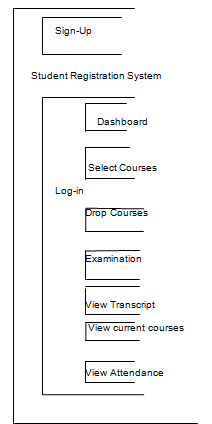 Sign-Up
Student Registration System
Dashboard
Select Courses
Log-in
Drop Courses
Examination
View Transcript
View current courses
View Attendance